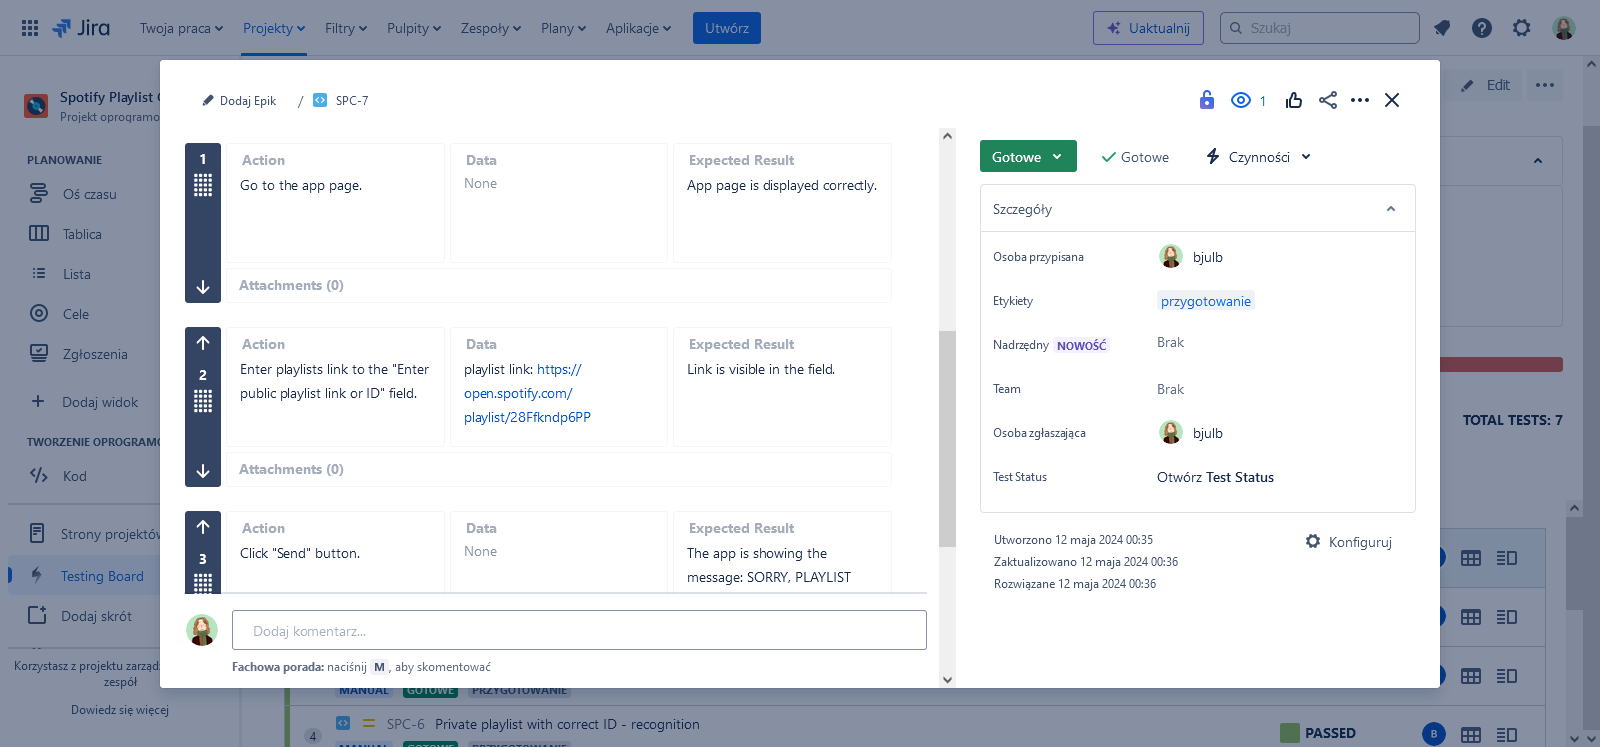 Jira
Twoja praca
Projekty
Filtry
Pulpity
Zespoły
Plany
Aplikacje
Utwórz
Uaktualnij
Szukaj
Spotify Playlist
Projekt oprogramo
PLANOWANIE
Oś czasu
Tablica
Lista
Cele
Zgłoszenia
Dodaj widok
TWORZENIE OPROGRAMO
Kod
Strony projektów
Testing Board
Dodaj skrót
Korzystasz z projektu zarządz
zespół
Dowiedz się więcej
Edit
TOTAL TESTS: 7
Dodaj Epik / SPC-7
1
1
Action
Go to the app page.
Data
None
Expected Result
App page is displayed correctly.
Attachments (0)
2
Action
Enter playlists link to the "Enter
public playlist link or ID" field.
Data
playlist link: https://
open.spotify.com/
playlist/28Ffkndp6PP
Expected Result
Link is visible in the field.
Attachments (0)
3
Action
Click "Send" button.
Data
None
Expected Result
The app is showing the
message: SORRY, PLAYLIST
Dodaj komentarz...
Fachowa porada: naciśnij M, aby skomentować
Gotowe
Gotowe
Czynności
Szczegóły
Osoba przypisana
bjulb
Etykiety
przygotowanie
Nadrzędny NOWOŚĆ
Brak
Team
Brak
Osoba zgłaszająca
bjulb
Test Status
Otwórz Test Status
Utworzono 12 maja 2024 00:35
Zaktualizowano 12 maja 2024 00:36
Rozwiązane 12 maja 2024 00:36
Konfiguruj
MANUAL GOTOWE PRZYGOTOWANIE
4
SPC-6 Private playlist with correct ID - recognition
PASSED
B
MANUAL GOTOWE PRZYGOTOWANIE